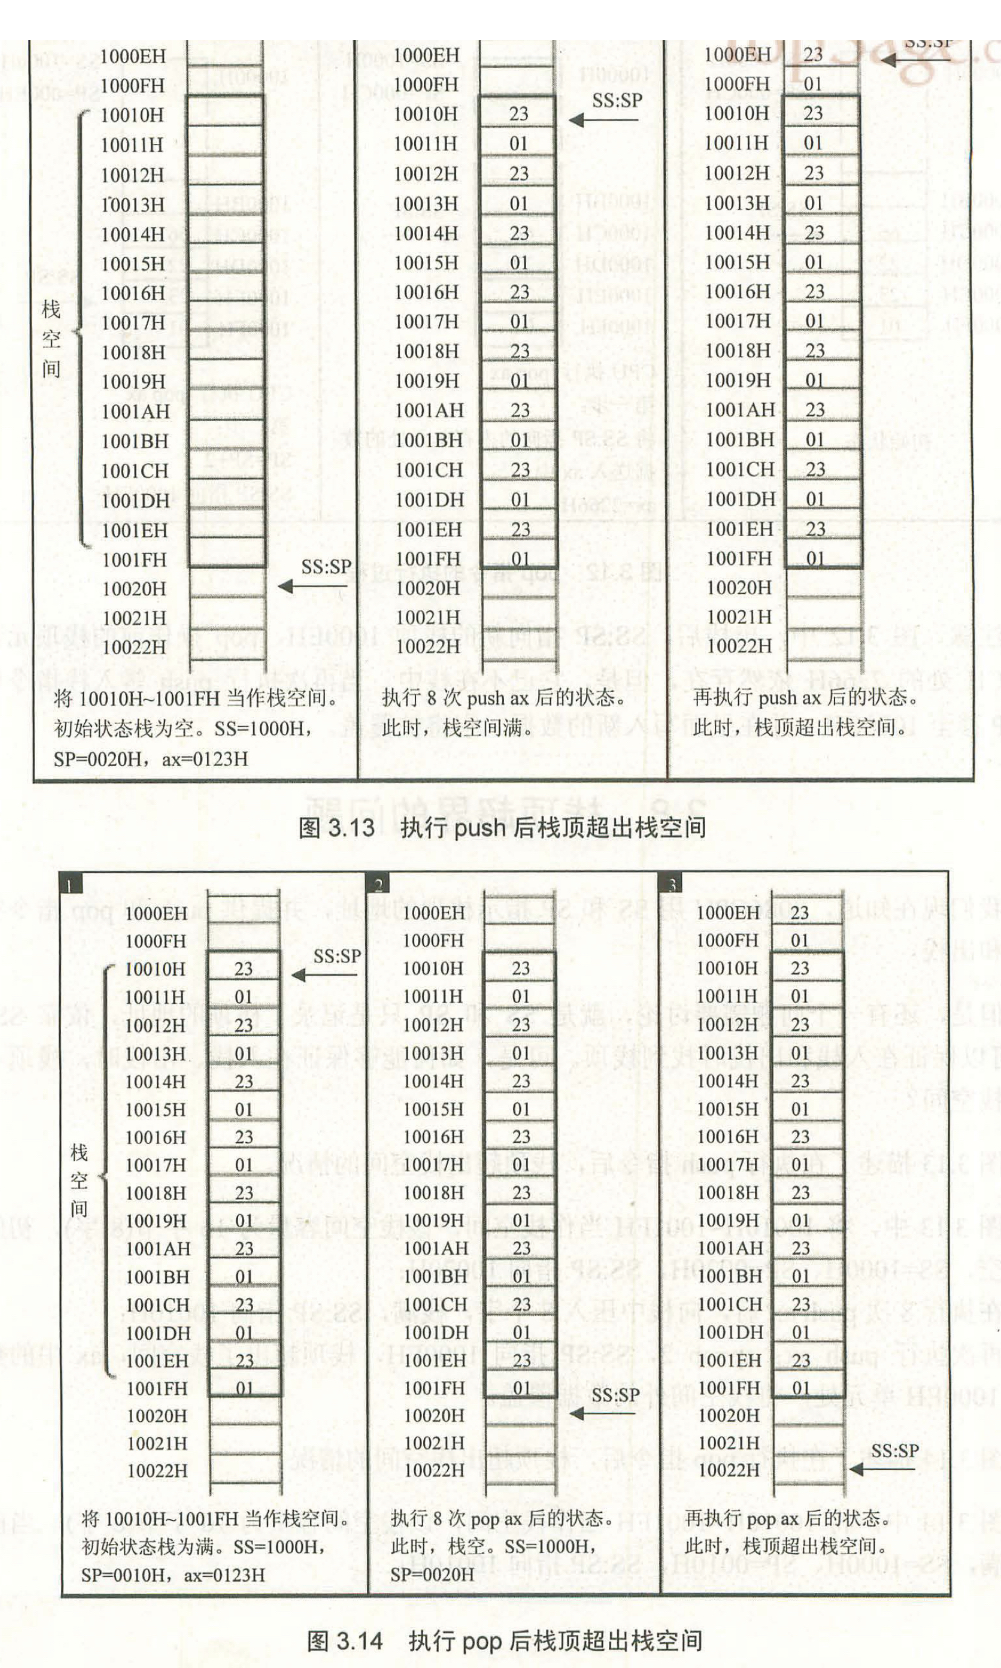 1000EH
1000FH
10010H
10011H
10012H
10013H
10014H
10015H
10016H
10017H
10018H
10019H
1001AH
1001BH
1001CH
1001DH
1001EH
1001FH
10020H
10021H
10022H
栈空间
SS:SP
将 10010H~1001FH 当作栈空间。
初始状态栈为空。SS=1000H，
SP=0020H，ax=0123H
1000EH
1000FH
10010H 23
10011H 01
10012H 23
10013H 01
10014H 23
10015H 01
10016H 23
10017H 01
10018H 23
10019H 01
1001AH 23
1001BH 01
1001CH 23
1001DH 01
1001EH 23
1001FH 01
10020H
10021H
10022H
SS:SP
执行 8 次 push ax 后的状态。
此时，栈空间满。
1000EH 23
1000FH 01
10010H 23
10011H 01
10012H 23
10013H 01
10014H 23
10015H 01
10016H 23
10017H 01
10018H 23
10019H 01
1001AH 23
1001BH 01
1001CH 23
1001DH 01
1001EH 23
1001FH 01
10020H
10021H
10022H
SS:SP
再执行 push ax 后的状态。
此时，栈顶超出栈空间。
图 3.13 执行 push 后栈顶超出栈空间
1
1000EH
1000FH
10010H 23
10011H 01
10012H 23
10013H 01
10014H 23
10015H 01
10016H 23
10017H 01
10018H 23
10019H 01
1001AH 23
1001BH 01
1001CH 23
1001DH 01
1001EH 23
1001FH 01
10020H
10021H
10022H
栈空间
SS:SP
将 10010H~1001FH 当作栈空间。
初始状态栈为满。SS=1000H，
SP=0010H，ax=0123H
2
1000EH
1000FH
10010H 23
10011H 01
10012H 23
10013H 01
10014H 23
10015H 01
10016H 23
10017H 01
10018H 23
10019H 01
1001AH 23
1001BH 01
1001CH 23
1001DH 01
1001EH 23
1001FH 01
10020H
10021H
10022H
SS:SP
执行 8 次 pop ax 后的状态。
此时，栈空。SS=1000H，
SP=0020H
3
1000EH 23
1000FH 01
10010H 23
10011H 01
10012H 23
10013H 01
10014H 23
10015H 01
10016H 23
10017H 01
10018H 23
10019H 01
1001AH 23
1001BH 01
1001CH 23
1001DH 01
1001EH 23
1001FH 01
10020H
10021H
10022H
SS:SP
再执行 pop ax 后的状态。
此时，栈顶超出栈空间。
图 3.14 执行 pop 后栈顶超出栈空间